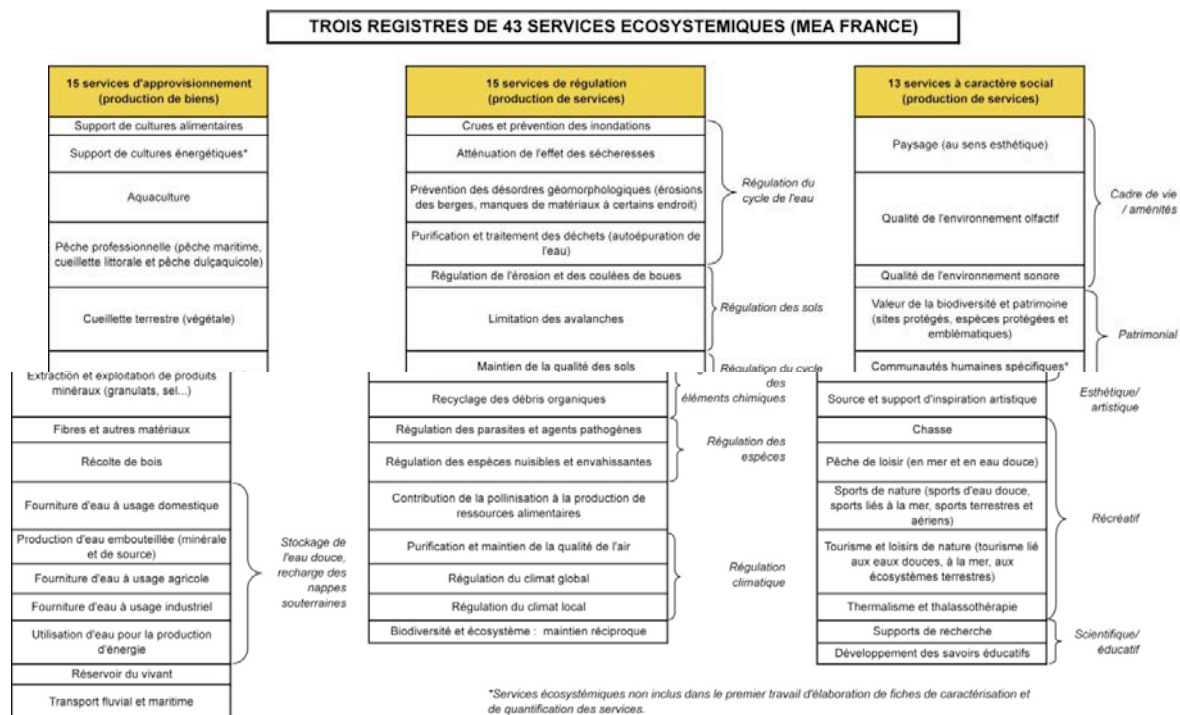 TROIS REGISTRES DE 43 SERVICES ECOSYSTEMIQUES (MEA FRANCE)
15 services d'approvisionnement
(production de biens)
Support de cultures alimentaires
Support de cultures énergétiques*
Aquaculture
Pêche professionnelle (pêche maritime,
cueillette littorale et pêche dulçaquicole)
Cueillette terrestre (végétale)
Extraction et exploitation de produits
minéraux (granulats, sel...)
Fibres et autres matériaux
Récolte de bois
Fourniture d'eau à usage domestique
Production d'eau embouteillée (minérale
et de source)
Fourniture d'eau à usage agricole
Fourniture d'eau à usage industriel
Utilisation d'eau pour la production
d'énergie
Réservoir du vivant
Transport fluvial et maritime
Stockage de
l'eau douce,
recharge des
nappes
souterraines
15 services de régulation
(production de services)
Crues et prévention des inondations
Atténuation de l'effet des sécheresses
Prévention des désordres géomorphologiques (érosions
des berges, manques de matériaux à certains endroit)
Purification et traitement des déchets (autoépuration de
l'eau)
Régulation de l'érosion et des coulées de boues
Limitation des avalanches
Maintien de la qualité des sols
Recyclage des débris organiques
Régulation des parasites et agents pathogènes
Régulation des espèces nuisibles et envahissantes
Contribution de la pollinisation à la production de
ressources alimentaires
Purification et maintien de la qualité de l'air
Régulation du climat global
Régulation du climat local
Biodiversité et écosystème : maintien réciproque
Régulation du
cycle de l'eau
Régulation des sols
Régulation du cycle
des
éléments chimiques
Régulation des
espèces
Régulation
climatique
13 services à caractère social
(production de services)
Paysage (au sens esthétique)
Qualité de l'environnement olfactif
Qualité de l'environnement sonore
Valeur de la biodiversité et patrimoine
(sites protégés, espèces protégées et
emblématiques)
Communautés humaines spécifiques*
Source et support d'inspiration artistique
Chasse
Pêche de loisir (en mer et en eau douce)
Sports de nature (sports d'eau douce,
sports liés à la mer, sports terrestres et
aériens)
Tourisme et loisirs de nature (tourisme lié
aux eaux douces, à la mer, aux
écosystèmes terrestres)
Thermalisme et thalassothérapie
Supports de recherche
Développement des savoirs éducatifs
Cadre de vie
/ aménités
Patrimonial
Esthétique/
artistique
Récréatif
Scientifique/
éducatif
*Services écosystémiques non inclus dans le premier travail d'élaboration de fiches de caractérisation et
de quantification des services.